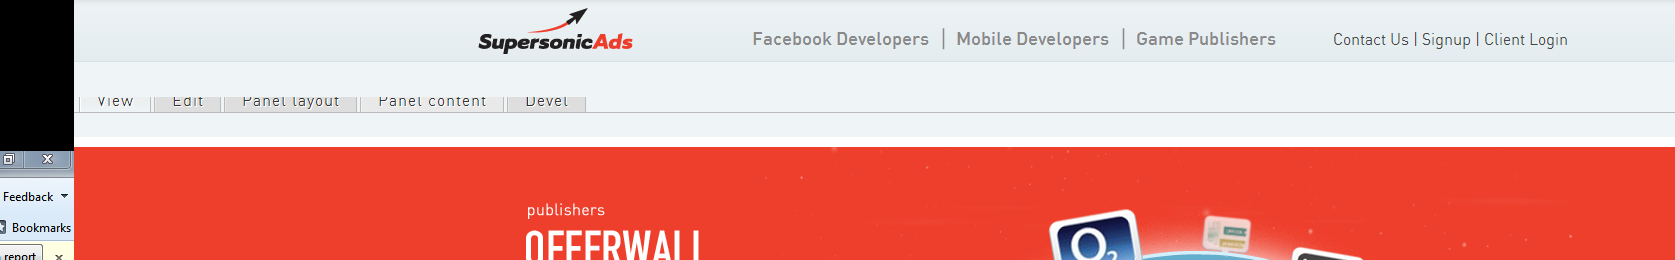 SupersonicAds
Facebook Developers | Mobile Developers | Game Publishers
Contact Us | Signup | Client Login
View Edit Panel layout Panel content Devel
Feedback
Bookmarks
report
publishers
OFFERWALL
O2